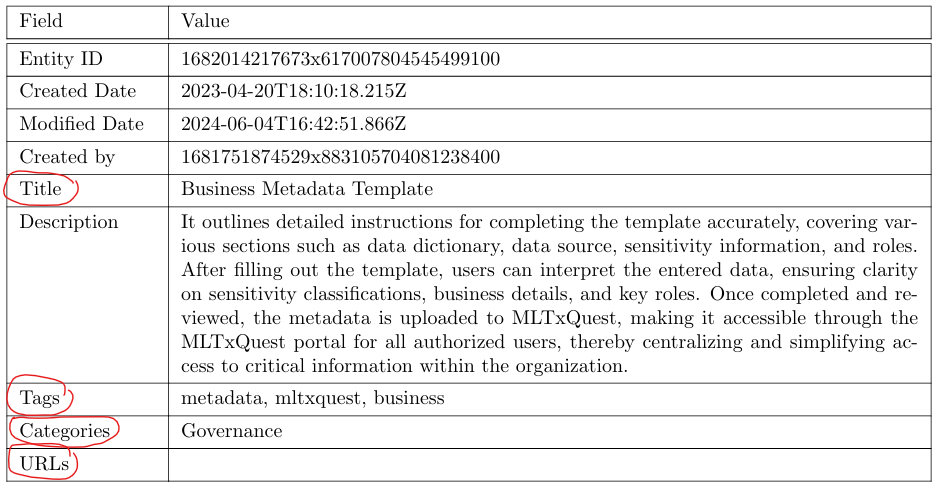 Field Value
Entity ID 1682014217673x617007804545499100
Created Date 2023-04-20T18:10:18.215Z
Modified Date 2024-06-04T16:42:51.866Z
Created by 1681751874529x883105704081238400
Title Business Metadata Template
Description It outlines detailed instructions for completing the template accurately, covering var-
ious sections such as data dictionary, data source, sensitivity information, and roles.
After filling out the template, users can interpret the entered data, ensuring clarity
on sensitivity classifications, business details, and key roles. Once completed and re-
viewed, the metadata is uploaded to MLTxQuest, making it accessible through the
MLTxQuest portal for all authorized users, thereby centralizing and simplifying ac-
cess to critical information within the organization.
Tags metadata, mltxquest, business
Categories Governance
URLs